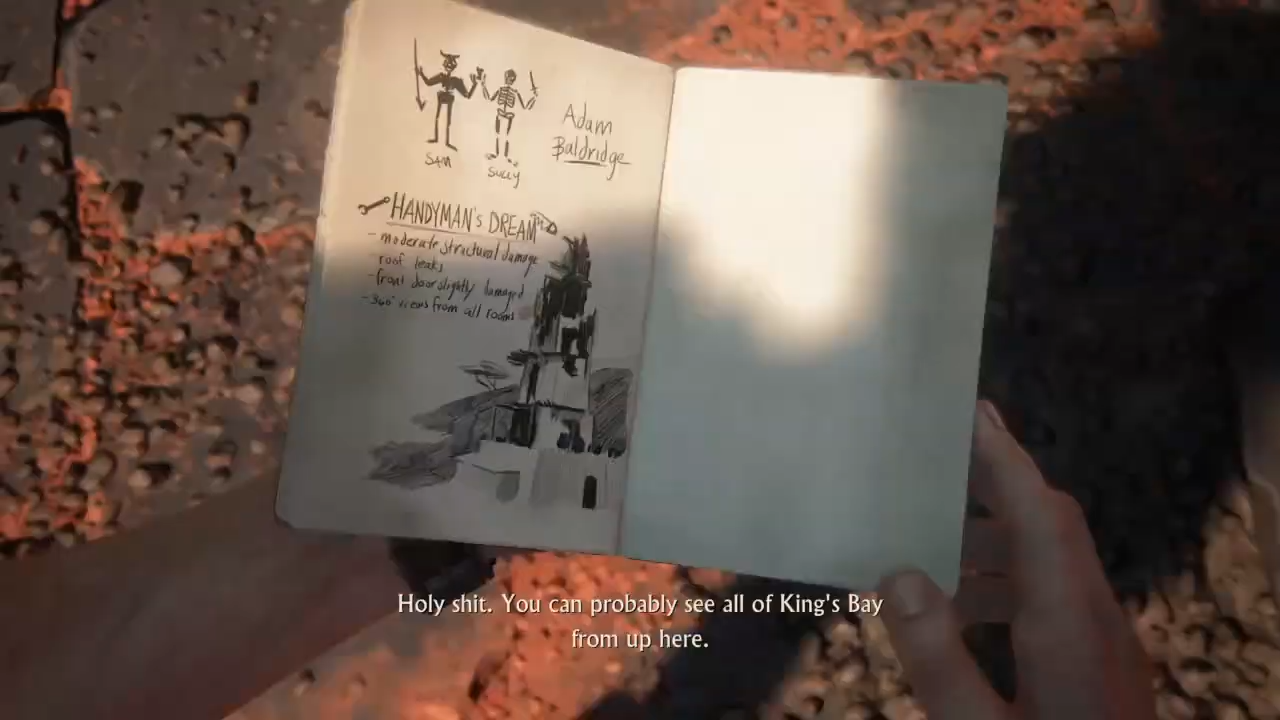 Adam
Baldridge
SAM
Sully
HANDYMAN'S DREAM
- moderate structural damage
roof leaks
- front door slightly damaged
- 360° views from all rooms
Holy shit. You can probably see all of King's Bay
from up here.